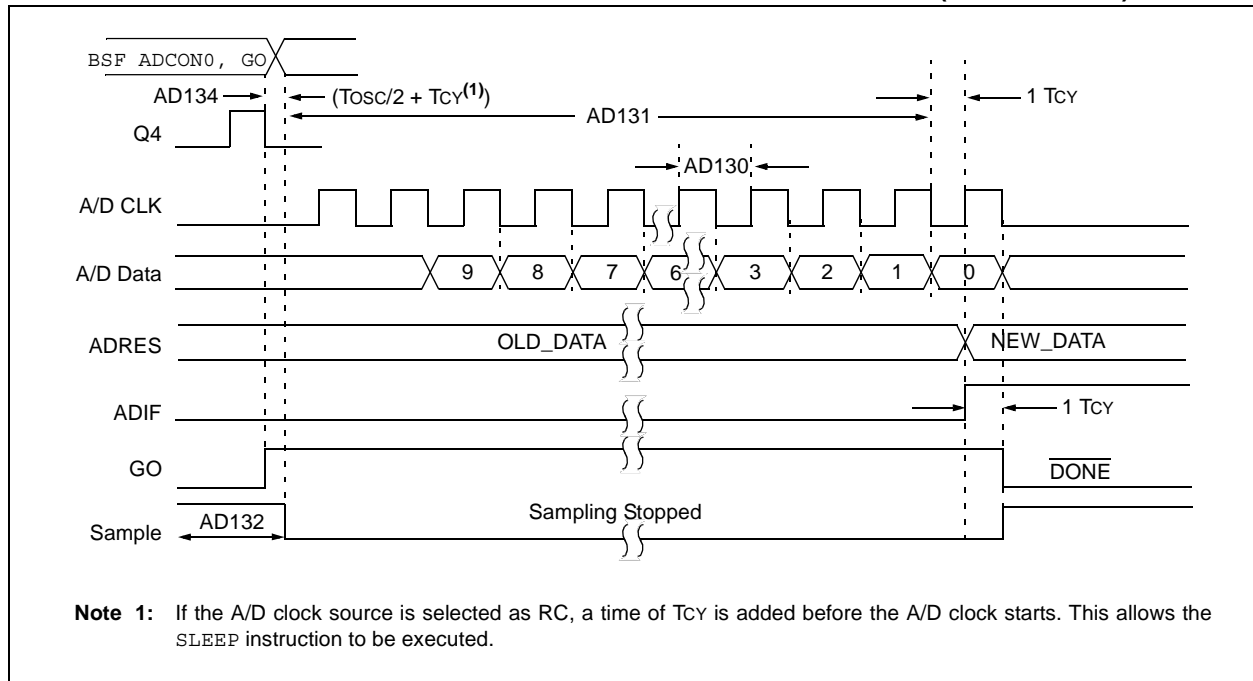 BSF ADCON0, GO
AD134
(TOSC/2 + TCY(1))
1 TCY
AD131
Q4
AD130
A/D CLK
A/D Data
9
8
7
6
3
2
1
0
ADRES
OLD_DATA
NEW_DATA
ADIF
1 TCY
GO
DONE
Sample
AD132
Sampling Stopped
Note 1: If the A/D clock source is selected as RC, a time of TCY is added before the A/D clock starts. This allows the
SLEEP instruction to be executed.